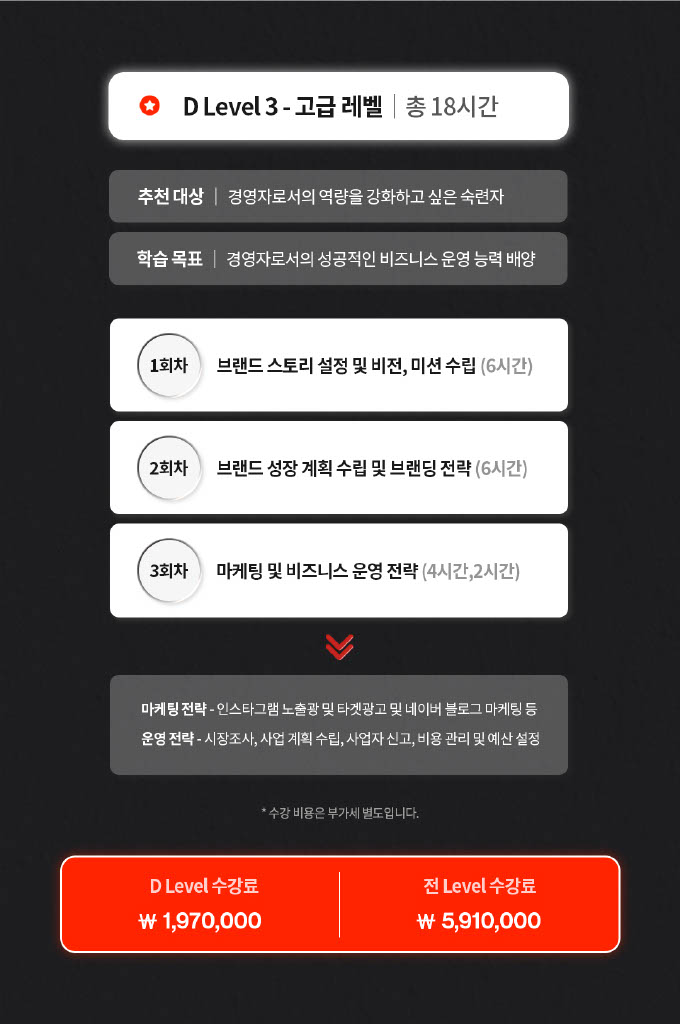 D Level 3 - 고급 레벨 | 총 18시간
추천 대상 | 경영자로서의 역량을 강화하고 싶은 숙련자
학습 목표 | 경영자로서의 성공적인 비즈니스 운영 능력 배양
1회차 브랜드 스토리 설정 및 비전, 미션 수립 (6시간)
2회차 브랜드 성장 계획 수립 및 브랜딩 전략 (6시간)
3회차 마케팅 및 비즈니스 운영 전략 (4시간,2시간)
마케팅 전략 - 인스타그램 노출광 및 타겟광고 및 네이버 블로그 마케팅 등
운영 전략 - 시장조사, 사업 계획 수립, 사업자 신고, 비용 관리 및 예산 설정
* 수강 비용은 부가세 별도입니다.
D Level 수강료
₩ 1,970,000
전 Level 수강료
₩ 5,910,000